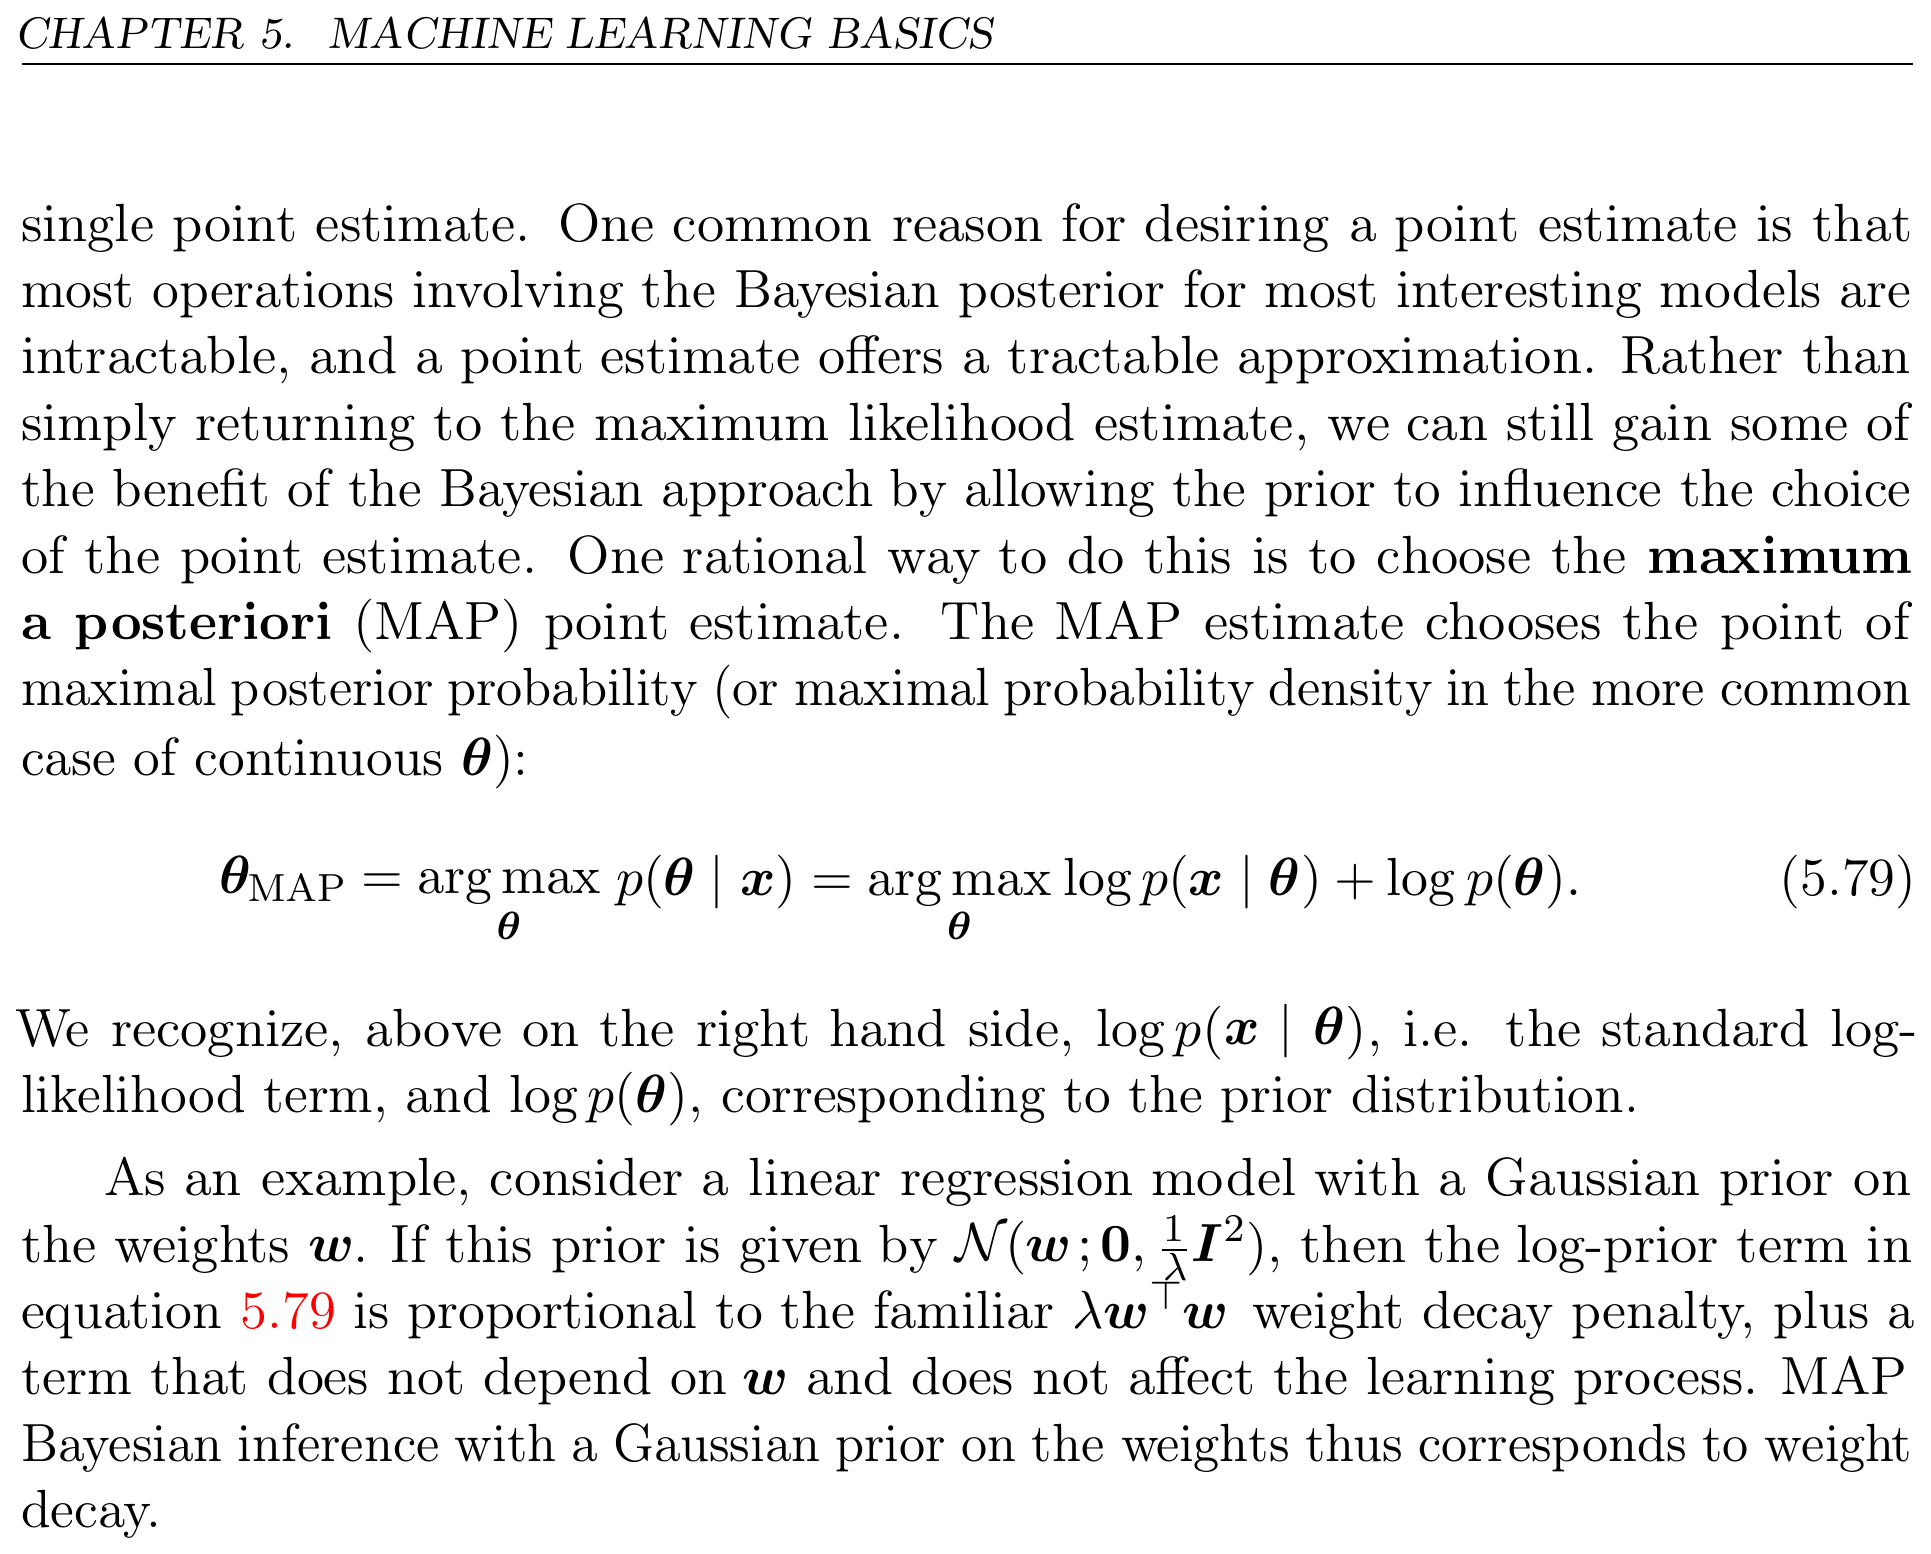 CHAPTER 5. MACHINE LEARNING BASICS
single point estimate. One common reason for desiring a point estimate is that
most operations involving the Bayesian posterior for most interesting models are
intractable, and a point estimate offers a tractable approximation. Rather than
simply returning to the maximum likelihood estimate, we can still gain some of
the benefit of the Bayesian approach by allowing the prior to influence the choice
of the point estimate. One rational way to do this is to choose the maximum
a posteriori (MAP) point estimate. The MAP estimate chooses the point of
maximal posterior probability (or maximal probability density in the more common
case of continuous θ):
θ_MAP = arg max_θ p(θ | x) = arg max_θ log p(x | θ) + log p(θ). (5.79)
We recognize, above on the right hand side, log p(x | θ), i.e. the standard log-
likelihood term, and log p(θ), corresponding to the prior distribution.
As an example, consider a linear regression model with a Gaussian prior on
the weights w. If this prior is given by 𝒩(w; 0, 1/λ I²), then the log-prior term in
equation 5.79 is proportional to the familiar λw⊤w weight decay penalty, plus a
term that does not depend on w and does not affect the learning process. MAP
Bayesian inference with a Gaussian prior on the weights thus corresponds to weight
decay.